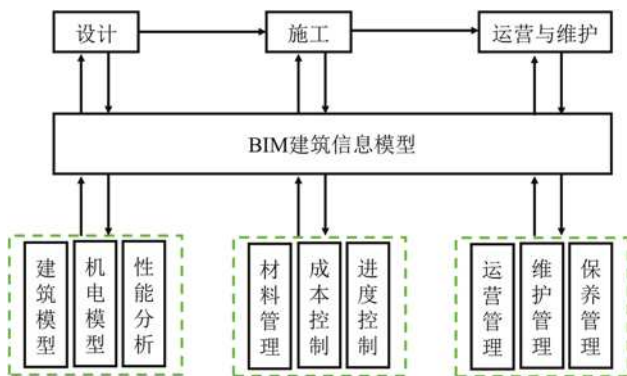 设计
施工
运营与维护
BIM建筑信息模型
建筑模型
机电模型
性能分析
材料管理
成本控制
进度控制
运营管理
维护管理
保养管理